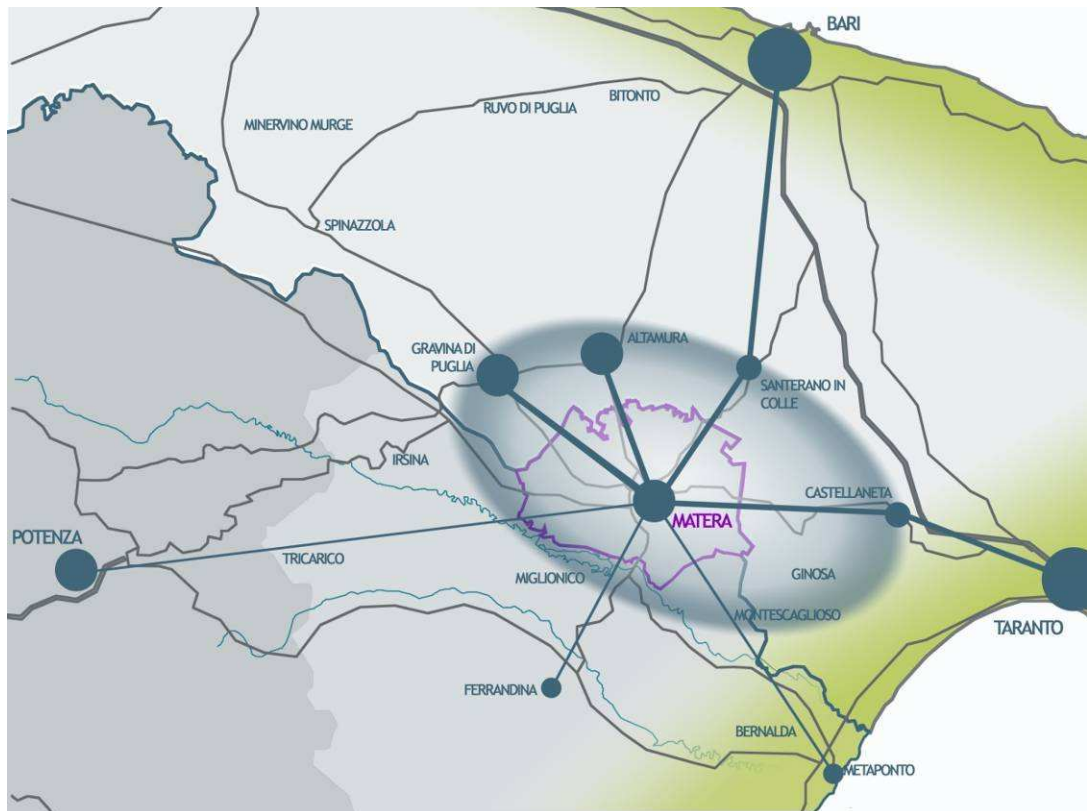 BARI
BITONTO
RUVO DI PUGLIA
MINERVINO MURGE
SPINAZZOLA
ALTAMURA
GRAVINA DI
PUGLIA
SANTERANO IN
COLLE
IRSINA
CASTELLANETA
MATERA
POTENZA
TRICARICO
MIGLIONICO
GINOSA
MONTESCAGLIOSO
TARANTO
FERRANDINA
BERNALDA
METAPONTO